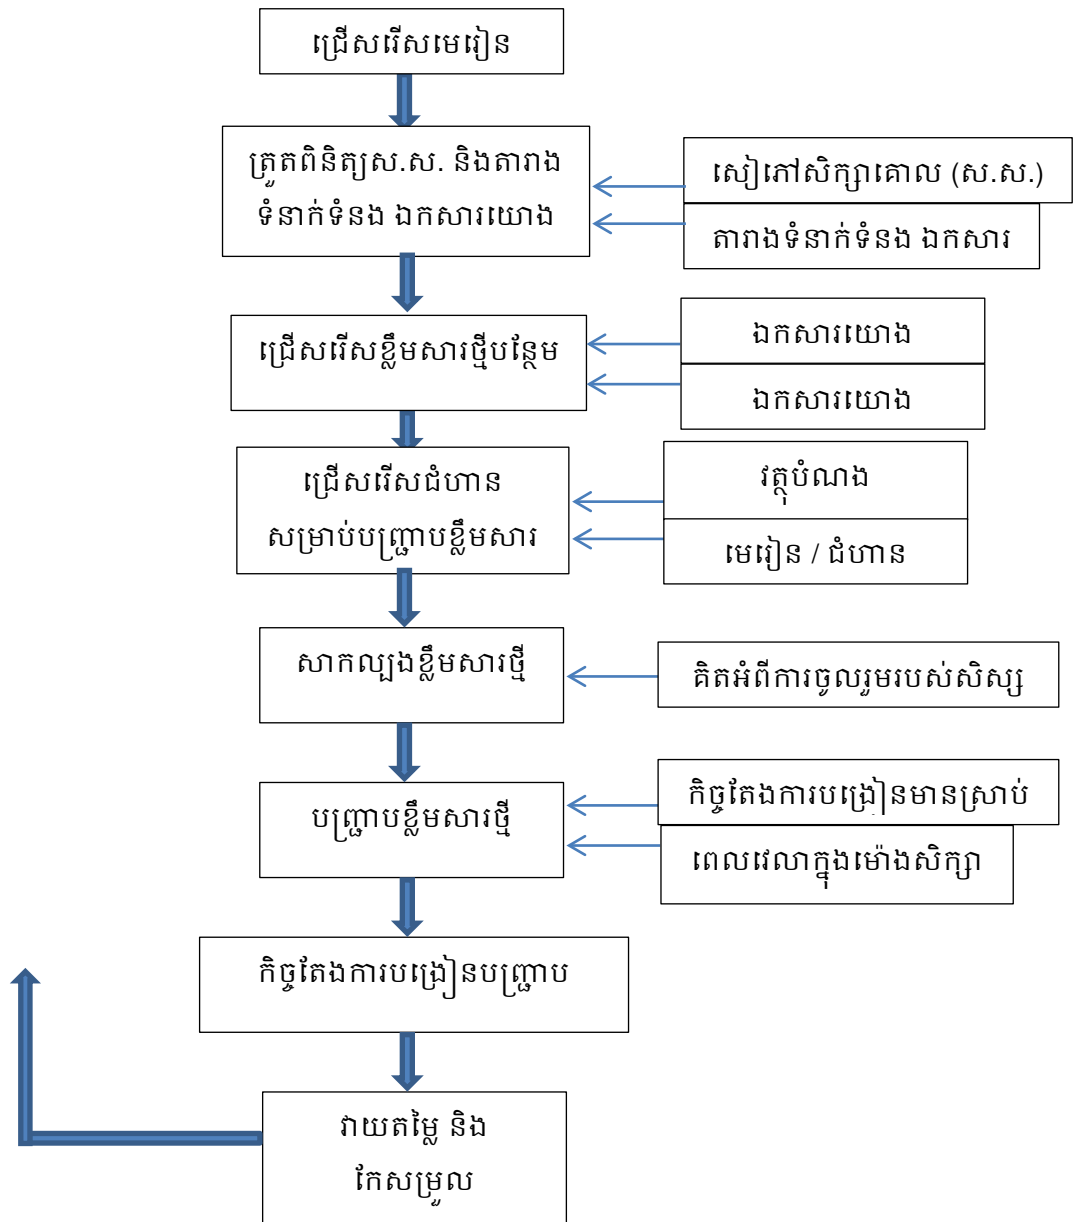 ជ្រើសរើសមេរៀន
ត្រួតពិនិត្យស.ស. និងតារាង
ទំនាក់ទំនង ឯកសារយោង
សៀភៅសិក្សាគោល (ស.ស.)
តារាងទំនាក់ទំនង ឯកសារ
ជ្រើសរើសខ្លឹមសារថ្មីបន្ថែម
ឯកសារយោង
ឯកសារយោង
ជ្រើសរើសជំហាន
សម្រាប់បញ្ជ្រាបខ្លឹមសារ
វត្ថុបំណង
មេរៀន / ជំហាន
សាកល្បងខ្លឹមសារថ្មី
គិតអំពីការចូលរួមរបស់សិស្ស
បញ្ជ្រាបខ្លឹមសារថ្មី
កិច្ចតែងការបង្រៀនមានស្រាប់
ពេលវេលាក្នុងម៉ោងសិក្សា
កិច្ចតែងការបង្រៀនបញ្ជ្រាប
វាយតម្លៃ និង
កែសម្រួល